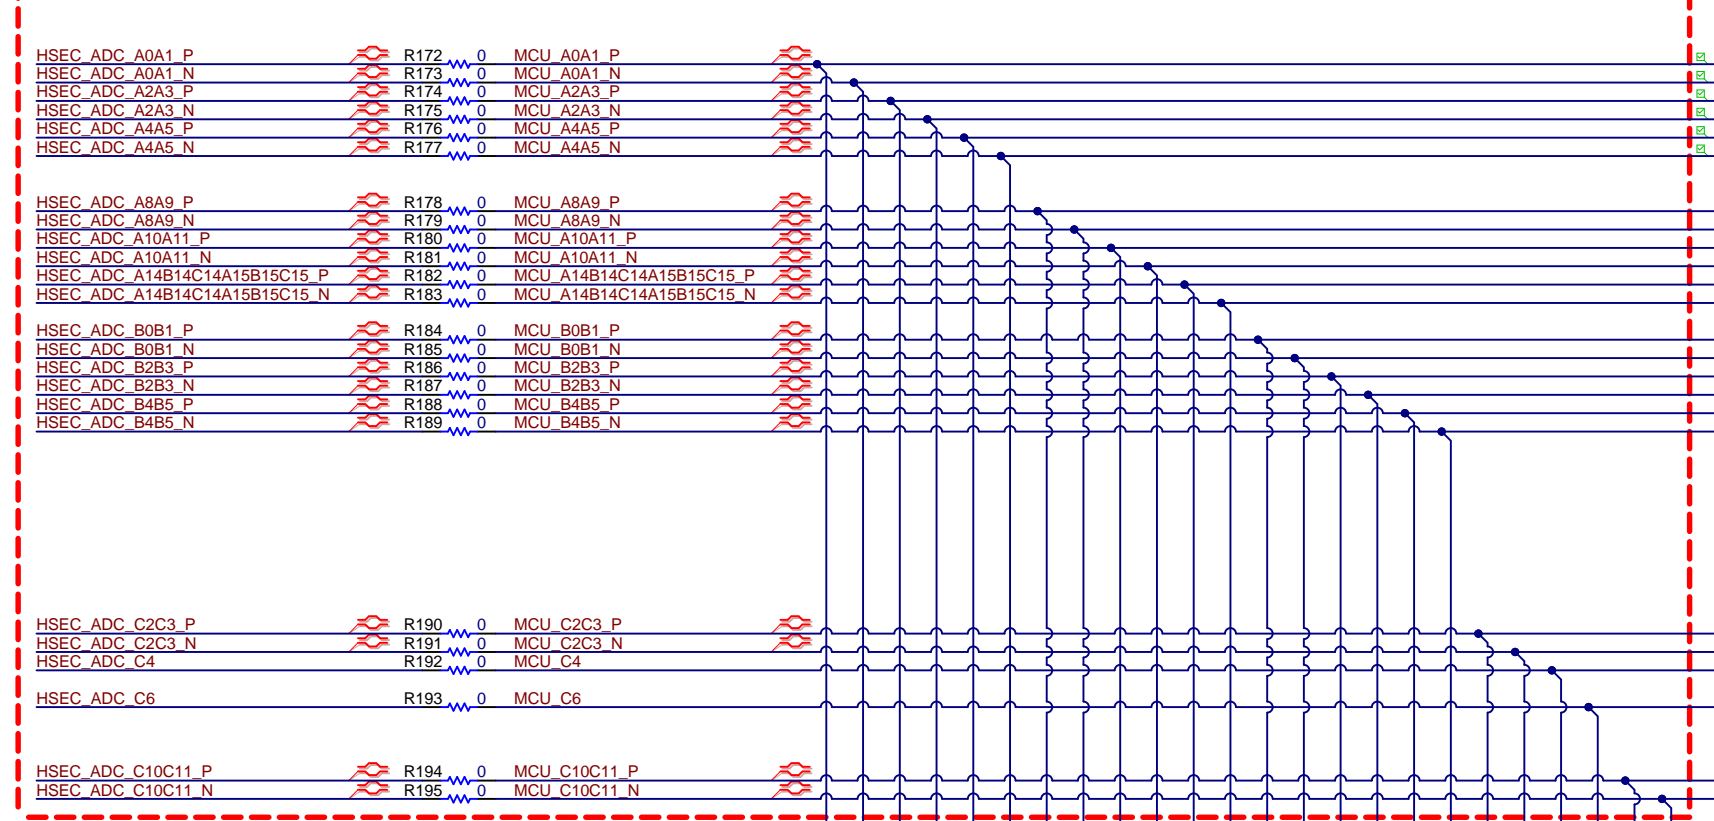 HSEC_ADC_A0A1_P R172 0 MCU_A0A1_P
HSEC_ADC_A0A1_N R173 0 MCU_A0A1_N
HSEC_ADC_A2A3_P R174 0 MCU_A2A3_P
HSEC_ADC_A2A3_N R175 0 MCU_A2A3_N
HSEC_ADC_A4A5_P R176 0 MCU_A4A5_P
HSEC_ADC_A4A5_N R177 0 MCU_A4A5_N
HSEC_ADC_A8A9_P R178 0 MCU_A8A9_P
HSEC_ADC_A8A9_N R179 0 MCU_A8A9_N
HSEC_ADC_A10A11_P R180 0 MCU_A10A11_P
HSEC_ADC_A10A11_N R181 0 MCU_A10A11_N
HSEC_ADC_A14B14C14A15B15C15_P R182 0 MCU_A14B14C14A15B15C15_P
HSEC_ADC_A14B14C14A15B15C15_N R183 0 MCU_A14B14C14A15B15C15_N
HSEC_ADC_B0B1_P R184 0 MCU_B0B1_P
HSEC_ADC_B0B1_N R185 0 MCU_B0B1_N
HSEC_ADC_B2B3_P R186 0 MCU_B2B3_P
HSEC_ADC_B2B3_N R187 0 MCU_B2B3_N
HSEC_ADC_B4B5_P R188 0 MCU_B4B5_P
HSEC_ADC_B4B5_N R189 0 MCU_B4B5_N
HSEC_ADC_C2C3_P R190 0 MCU_C2C3_P
HSEC_ADC_C2C3_N R191 0 MCU_C2C3_N
HSEC_ADC_C4 R192 0 MCU_C4
HSEC_ADC_C6 R193 0 MCU_C6
HSEC_ADC_C10C11_P R194 0 MCU_C10C11_P
HSEC_ADC_C10C11_N R195 0 MCU_C10C11_N